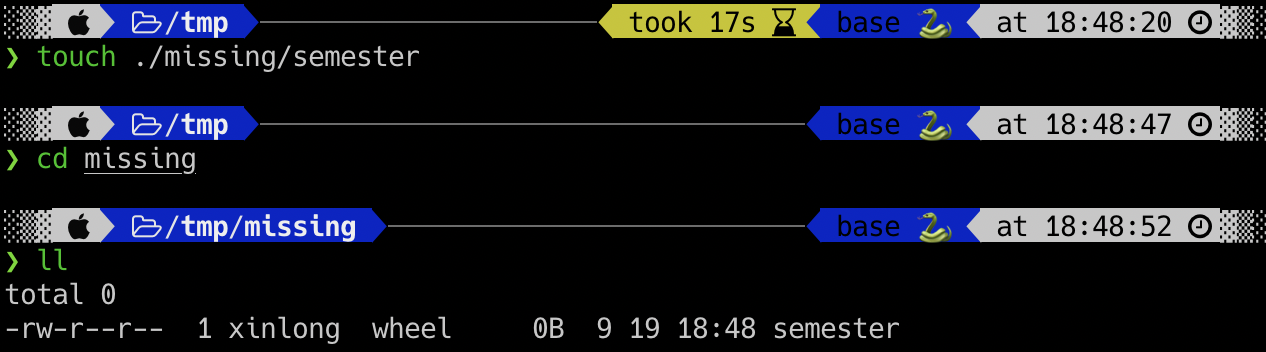 /tmp took 17s base at 18:48:20
❯ touch ./missing/semester
/tmp base at 18:48:47
❯ cd missing
/tmp/missing base at 18:48:52
❯ ll
total 0
-rw-r--r--  1 xinlong  wheel     0B  9 19 18:48 semester